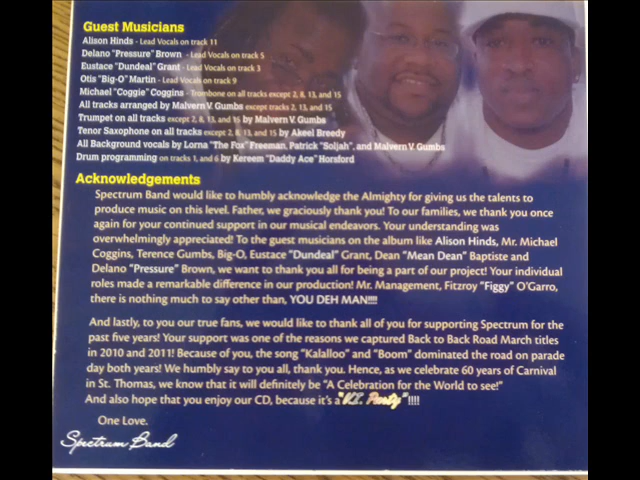 Guest Musicians
Alison Hinds - Lead Vocals on track 11
Delano "Pressure" Brown - Lead Vocals on track 5
Eustace "Dundeal" Grant - Lead Vocals on track 3
Otis "Big-O" Martin - Lead Vocals on track 9
Michael "Coggie" Coggins - Trombone on all tracks except 2, 8, 13, and 15
All tracks arranged by Malvern V. Gumbs except tracks 2, 13, and 15
Trumpet on all tracks except 2, 8, 13, and 15 by Malvern V. Gumbs
Tenor Saxophone on all tracks except 2, 8, 13, and 15 by Akeel Breedy
All Background vocals by Lorna "The Fox" Freeman, Patrick "Soljah", and Malvern V. Gumbs
Drum programming on tracks 1, and 6 by Kereem "Daddy Ace" Horsford
Acknowledgements
Spectrum Band would like to humbly acknowledge the Almighty for giving us the talents to
produce music on this level. Father, we graciously thank you! To our families, we thank you once
again for your continued support in our musical endeavors. Your understanding was
overwhelmingly appreciated! To the guest musicians on the album like Alison Hinds, Mr. Michael
Coggins, Terence Gumbs, Big-O, Eustace "Dundeal" Grant, Dean "Mean Dean" Baptiste and
Delano "Pressure" Brown, we want to thank you all for being a part of our project! Your individual
roles made a remarkable difference in our production! Mr. Management, Fitzroy "Figgy" O'Garro,
there is nothing much to say other than, YOU DEH MAN!!!!
And lastly, to you our true fans, we would like to thank all of you for supporting Spectrum for the
past five years! Your support was one of the reasons we captured Back to Back Road March titles
in 2010 and 2011! Because of you, the song "Kalalloo" and "Boom" dominated the road on parade
day both years! We humbly say to you all, thank you. Hence, as we celebrate 60 years of Carnival
in St. Thomas, we know that it will definitely be "A Celebration for the World to see!"
And also hope that you enjoy our CD, because it's a "V.I. Party" !!!!
One Love.
Spectrum Band